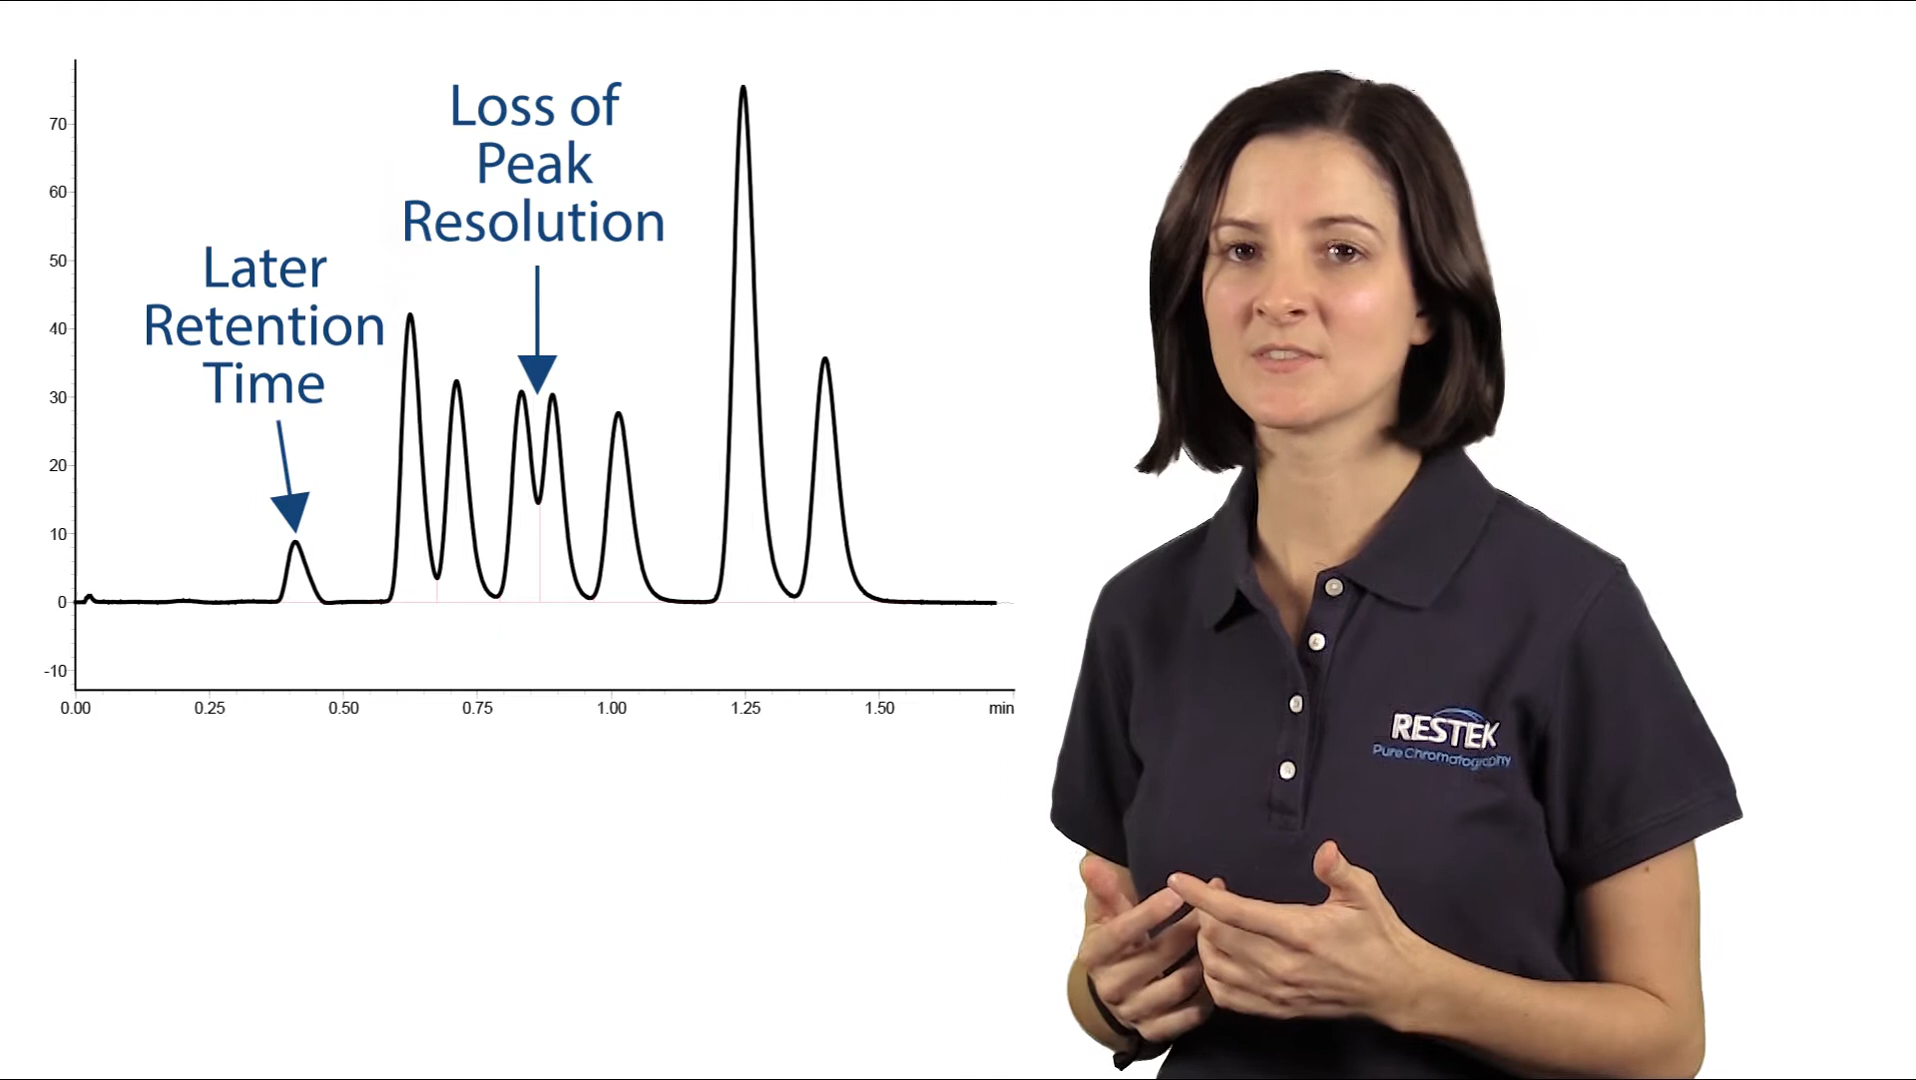 Loss of
Peak
Resolution
Later
Retention
Time
70
60
50
40
30
20
10
0
-10
0.00 0.25 0.50 0.75 1.00 1.25 1.50 min
RESTEK
Pure Chromatography